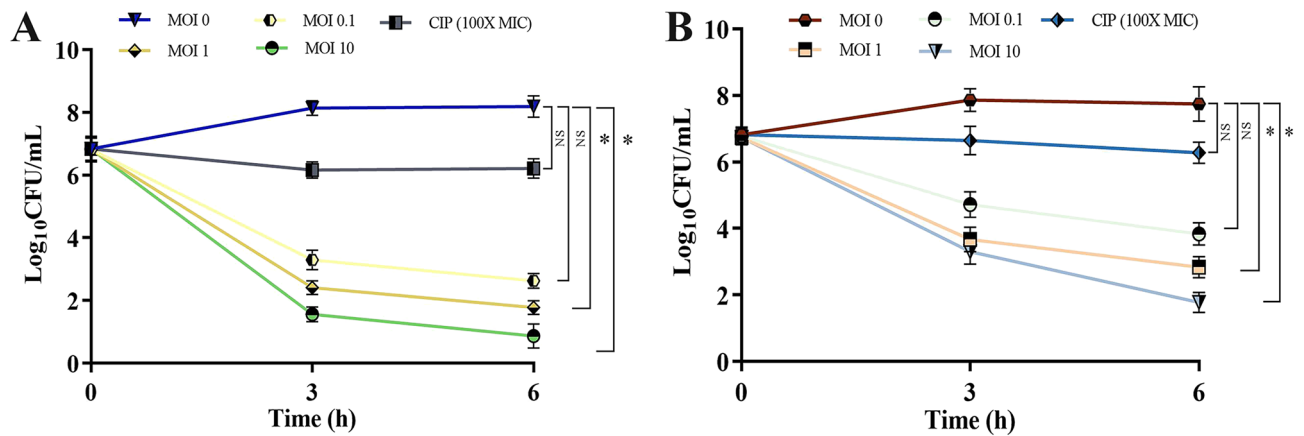 A
MOI 0
MOI 0.1
CIP (100X MIC)
MOI 1
MOI 10
Log10CFU/mL
10
8
6
4
2
0
0
3
6
Time (h)
NS
NS
*
*
B
MOI 0
MOI 0.1
CIP (100X MIC)
MOI 1
MOI 10
Log10CFU/mL
10
8
6
4
2
0
0
3
6
Time (h)
NS
NS
*
*